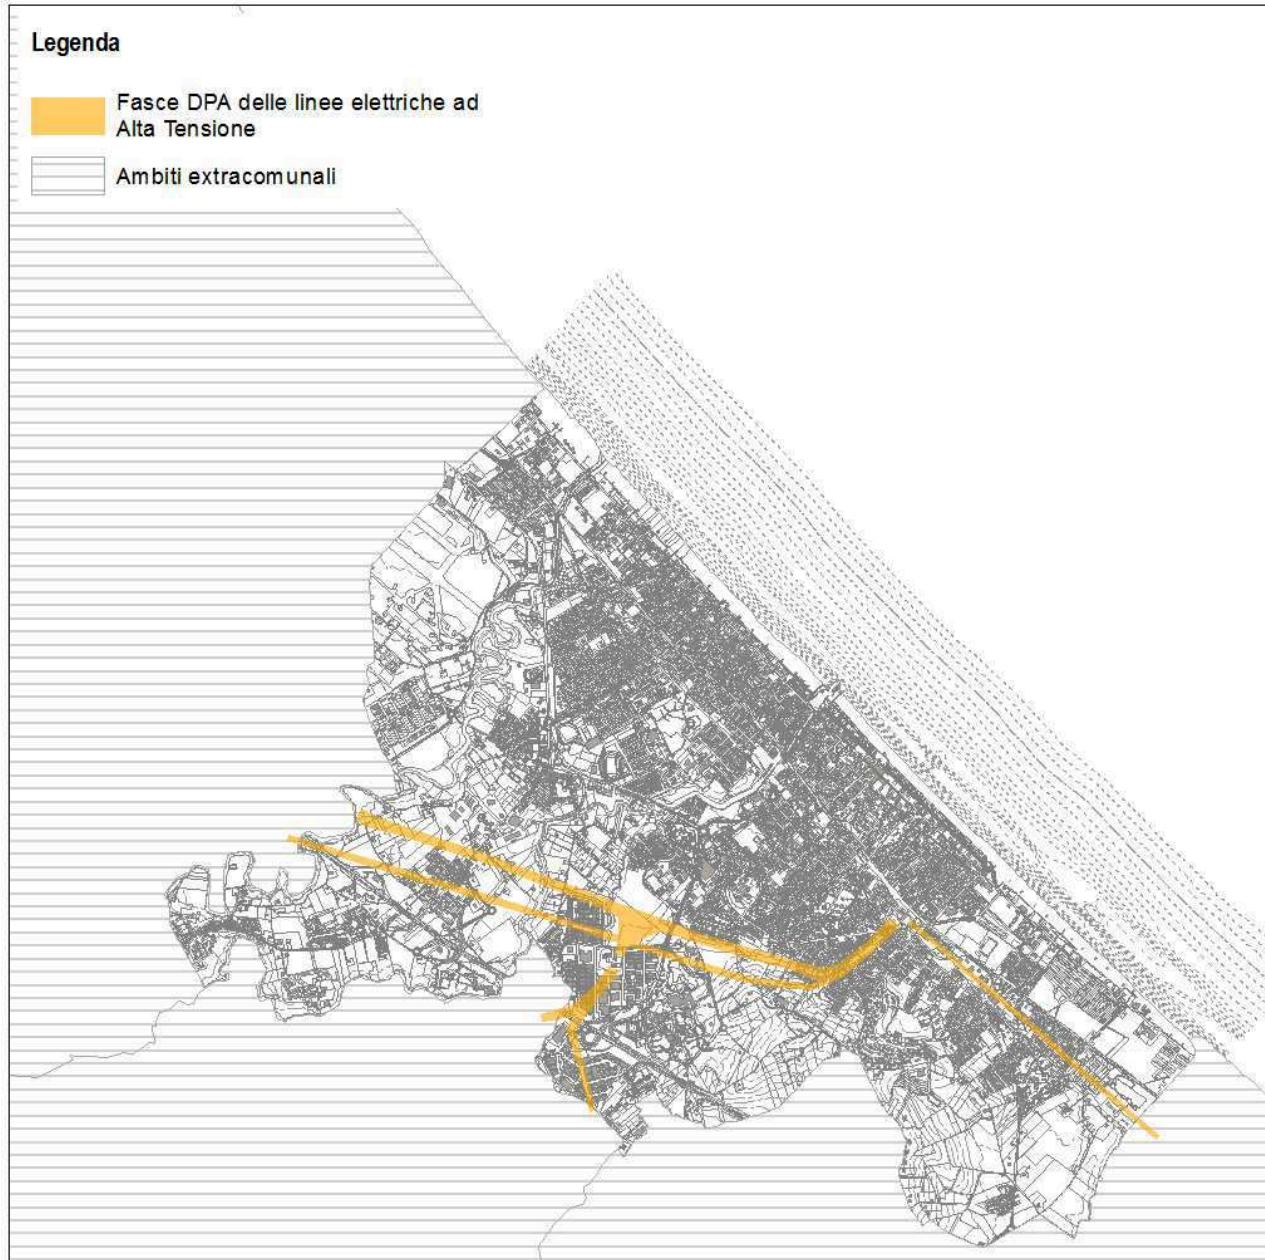 Legenda
Fasce DPA delle linee elettriche ad
Alta Tensione
Ambiti extracomunali